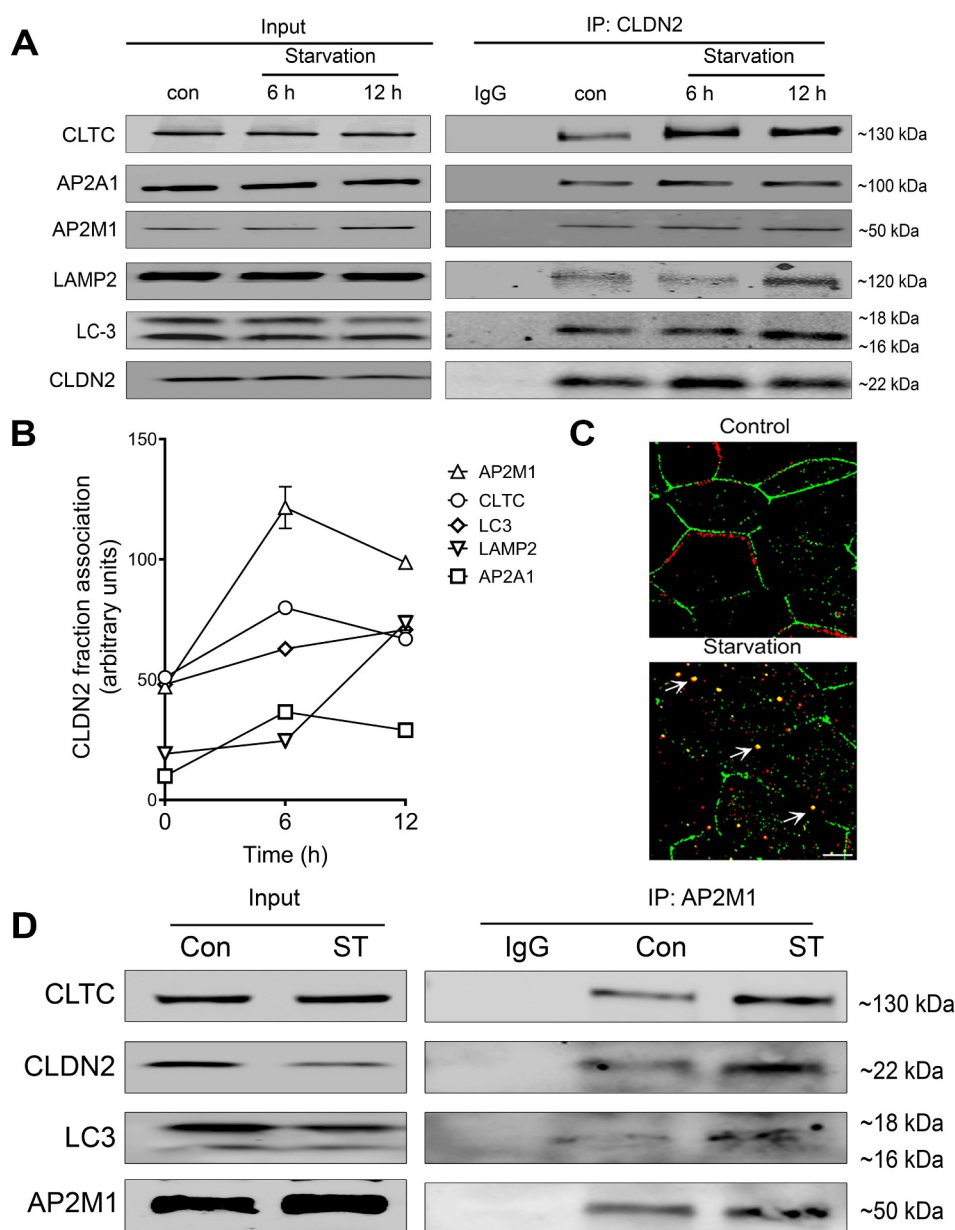 A
Input
IP: CLDN2
Starvation
Starvation
con 6 h 12 h
IgG con 6 h 12 h
CLTC ~130 kDa
AP2A1 ~100 kDa
AP2M1 ~50 kDa
LAMP2 ~120 kDa
LC-3 ~18 kDa
~16 kDa
CLDN2 ~22 kDa
B
CLDN2 fraction association
(arbitrary units)
150
100
50
0
0 6 12
Time (h)
AP2M1
CLTC
LC3
LAMP2
AP2A1
C
Control
Starvation
D
Input
IP: AP2M1
Con ST
IgG Con ST
CLTC ~130 kDa
CLDN2 ~22 kDa
LC3 ~18 kDa
~16 kDa
AP2M1 ~50 kDa